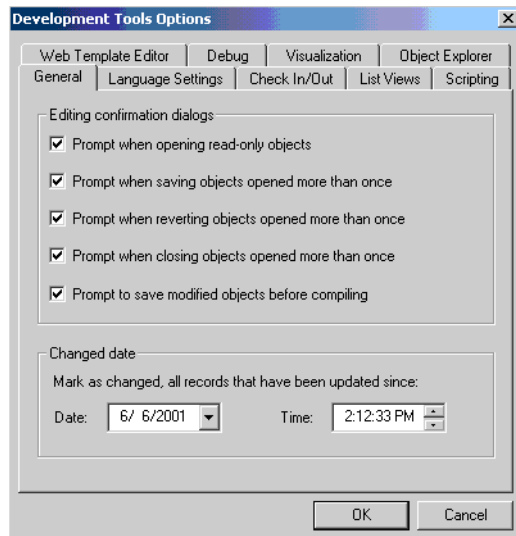 Development Tools Options
Web Template Editor Debug Visualization Object Explorer
General Language Settings Check In/Out List Views Scripting
Editing confirmation dialogs
Prompt when opening read-only objects
Prompt when saving objects opened more than once
Prompt when reverting objects opened more than once
Prompt when closing objects opened more than once
Prompt to save modified objects before compiling
Changed date
Mark as changed, all records that have been updated since:
Date: 6/ 6/2001 Time: 2:12:33 PM
OK Cancel